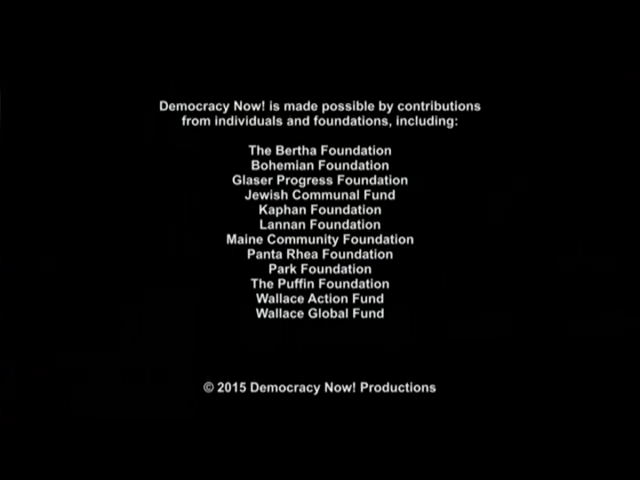 Democracy Now! is made possible by contributions
from individuals and foundations, including:
The Bertha Foundation
Bohemian Foundation
Glaser Progress Foundation
Jewish Communal Fund
Kaphan Foundation
Lannan Foundation
Maine Community Foundation
Panta Rhea Foundation
Park Foundation
The Puffin Foundation
Wallace Action Fund
Wallace Global Fund
© 2015 Democracy Now! Productions